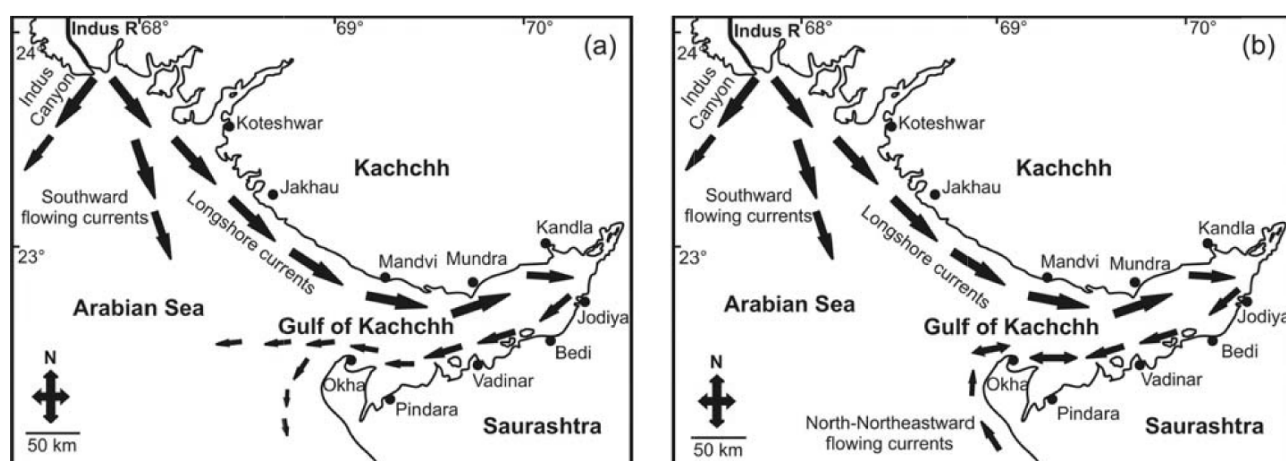 Indus R
68°
69
70
(a)
24°
Indus
Canyon
Koteshwar
Kachchh
Jakhau
Southward
flowing currents
Longshore currents
Kandla
23°
Mandvi
Mundra
Arabian Sea
Gulf of Kachchh
Jodiya
Bedi
N
Okha
Vadinar
Pindara
Saurashtra
50 km
Indus R
68°
69
70
(b)
24°
Indus
Canyon
Koteshwar
Kachchh
Jakhau
Southward
flowing currents
Longshore currents
Kandla
23°
Mandvi
Mundra
Arabian Sea
Gulf of Kachchh
Jodiya
Bedi
N
Okha
Vadinar
Pindara
North-Northeastward
flowing currents
Saurashtra
50 km